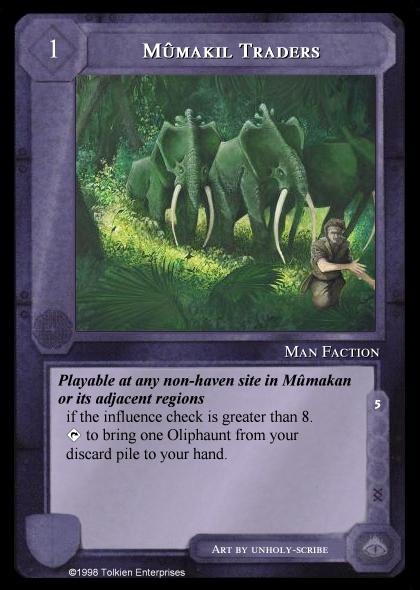 1
MÛMAKIL TRADERS
MAN FACTION
Playable at any non-haven site in Mûmakan
or its adjacent regions
if the influence check is greater than 8.
to bring one Oliphaunt from your
discard pile to your hand.
5
ART BY UNHOLY-SCRIBE
©1998 Tolkien Enterprises